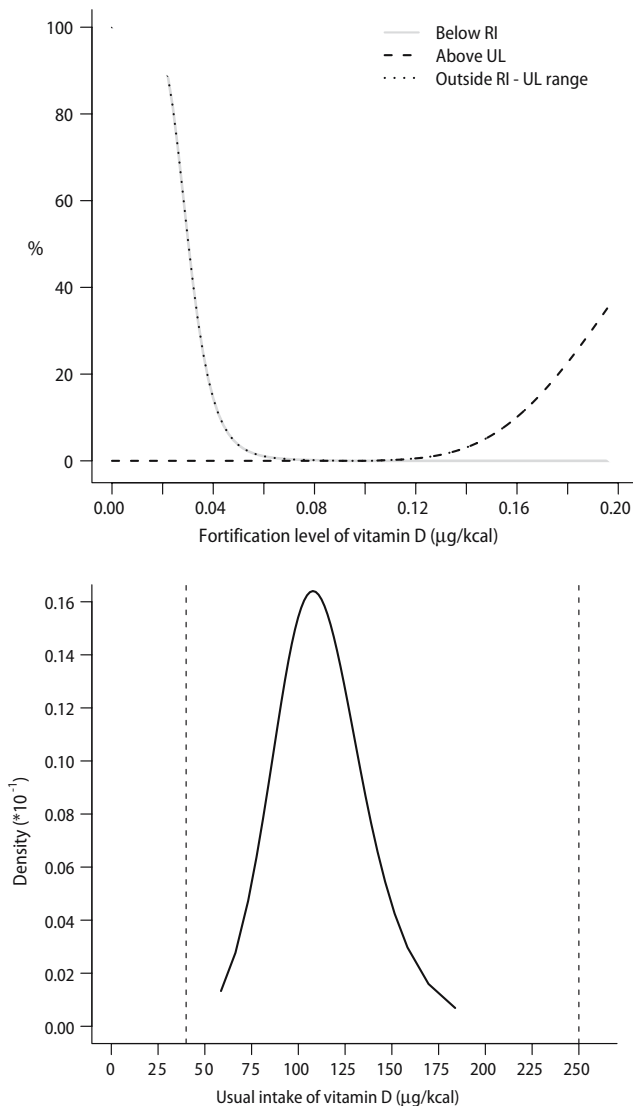 100
80
60
40
20
0
%
Below RI
Above UL
Outside RI - UL range
0.00 0.04 0.08 0.12 0.16 0.20
Fortification level of vitamin D (μg/kcal)
0.16
0.14
0.12
0.10
0.08
0.06
0.04
0.02
0.00
Density (*10⁻¹)
0 25 50 75 100 125 150 175 200 225 250
Usual intake of vitamin D (μg/kcal)